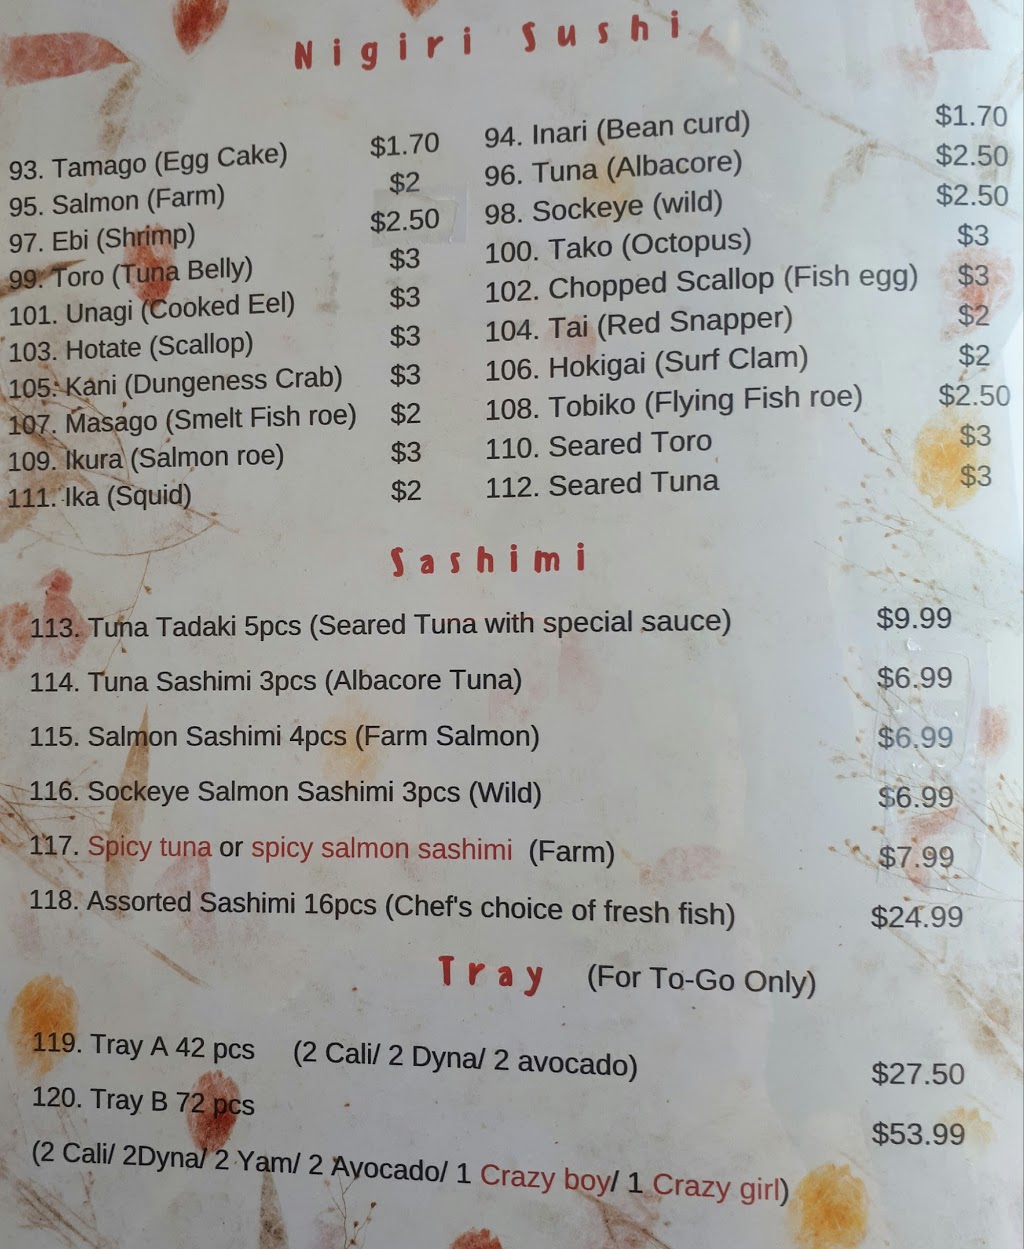 Nigiri Sushi
93. Tamago (Egg Cake) $1.70 94. Inari (Bean curd) $1.70
95. Salmon (Farm) $2 96. Tuna (Albacore) $2.50
97. Ebi (Shrimp) $2.50 98. Sockeye (wild) $2.50
99. Toro (Tuna Belly) $3 100. Tako (Octopus) $3
101. Unagi (Cooked Eel) $3 102. Chopped Scallop (Fish egg) $3
103. Hotate (Scallop) $3 104. Tai (Red Snapper) $2
105. Kani (Dungeness Crab) $3 106. Hokigai (Surf Clam) $2
107. Masago (Smelt Fish roe) $2 108. Tobiko (Flying Fish roe) $2.50
109. Ikura (Salmon roe) $3 110. Seared Toro $3
111. Ika (Squid) $2 112. Seared Tuna $3
Sashimi
113. Tuna Tadaki 5pcs (Seared Tuna with special sauce) $9.99
114. Tuna Sashimi 3pcs (Albacore Tuna) $6.99
115. Salmon Sashimi 4pcs (Farm Salmon) $6.99
116. Sockeye Salmon Sashimi 3pcs (Wild) $6.99
117. Spicy tuna or spicy salmon sashimi (Farm) $7.99
118. Assorted Sashimi 16pcs (Chef's choice of fresh fish) $24.99
Tray (For To-Go Only)
119. Tray A 42 pcs (2 Cali/ 2 Dyna/ 2 avocado) $27.50
120. Tray B 72 pcs $53.99
(2 Cali/ 2Dyna/ 2 Yam/ 2 Avocado/ 1 Crazy boy/ 1 Crazy girl)